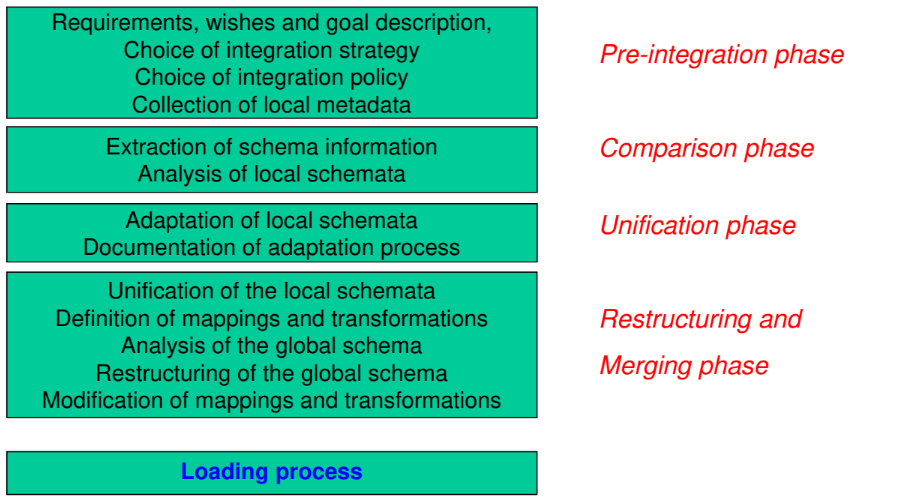 Requirements, wishes and goal description,
Choice of integration strategy
Choice of integration policy
Collection of local metadata
Pre-integration phase
Extraction of schema information
Analysis of local schemata
Comparison phase
Adaptation of local schemata
Documentation of adaptation process
Unification phase
Unification of the local schemata
Definition of mappings and transformations
Analysis of the global schema
Restructuring of the global schema
Modification of mappings and transformations
Restructuring and
Merging phase
Loading process